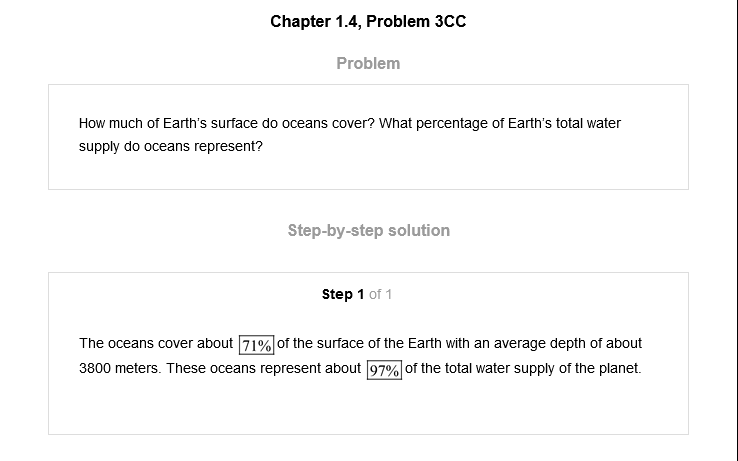 Chapter 1.4, Problem 3CC
Problem
How much of Earth's surface do oceans cover? What percentage of Earth's total water
supply do oceans represent?
Step-by-step solution
Step 1 of 1
The oceans cover about 71% of the surface of the Earth with an average depth of about
3800 meters. These oceans represent about 97% of the total water supply of the planet.